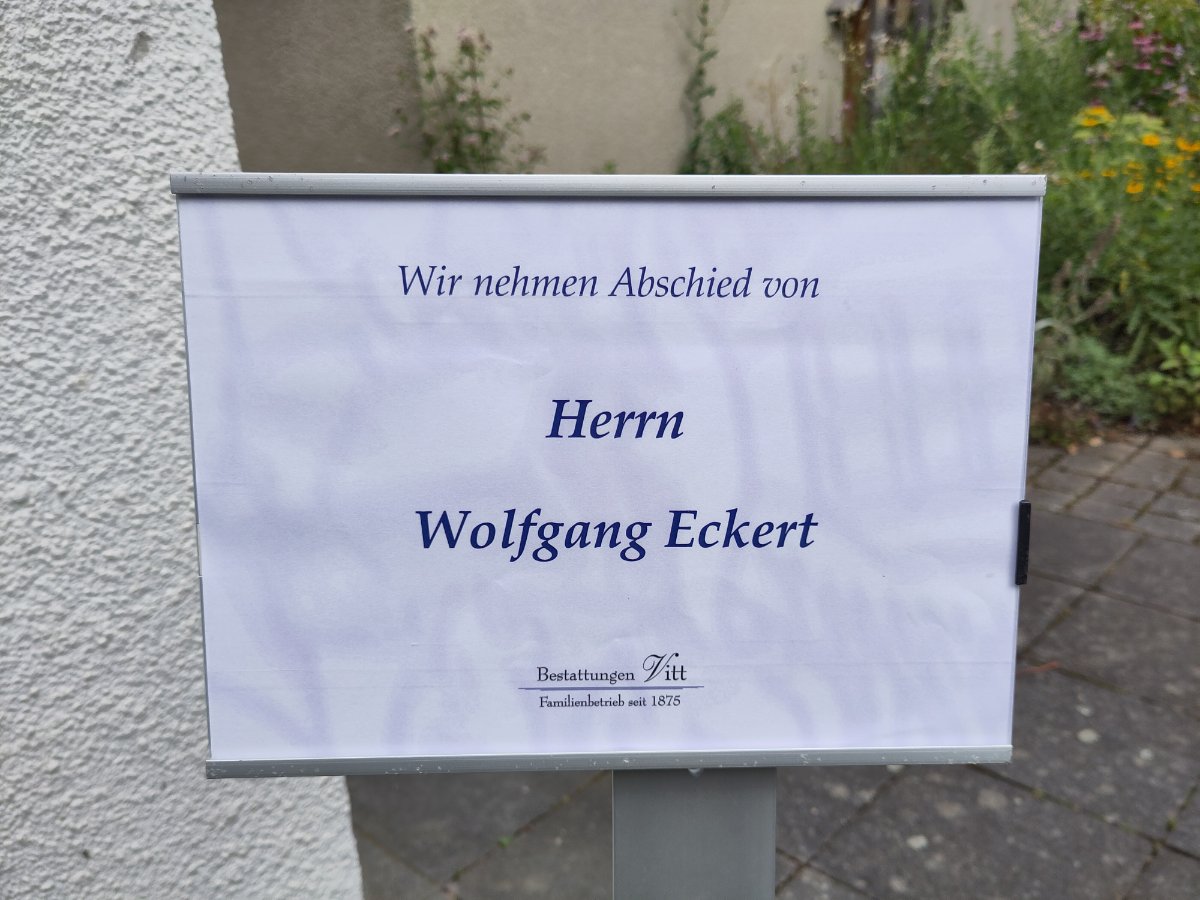 Wir nehmen Abschied von
Herrn
Wolfgang Eckert
Bestattungen Vitt
Familienbetrieb seit 1875